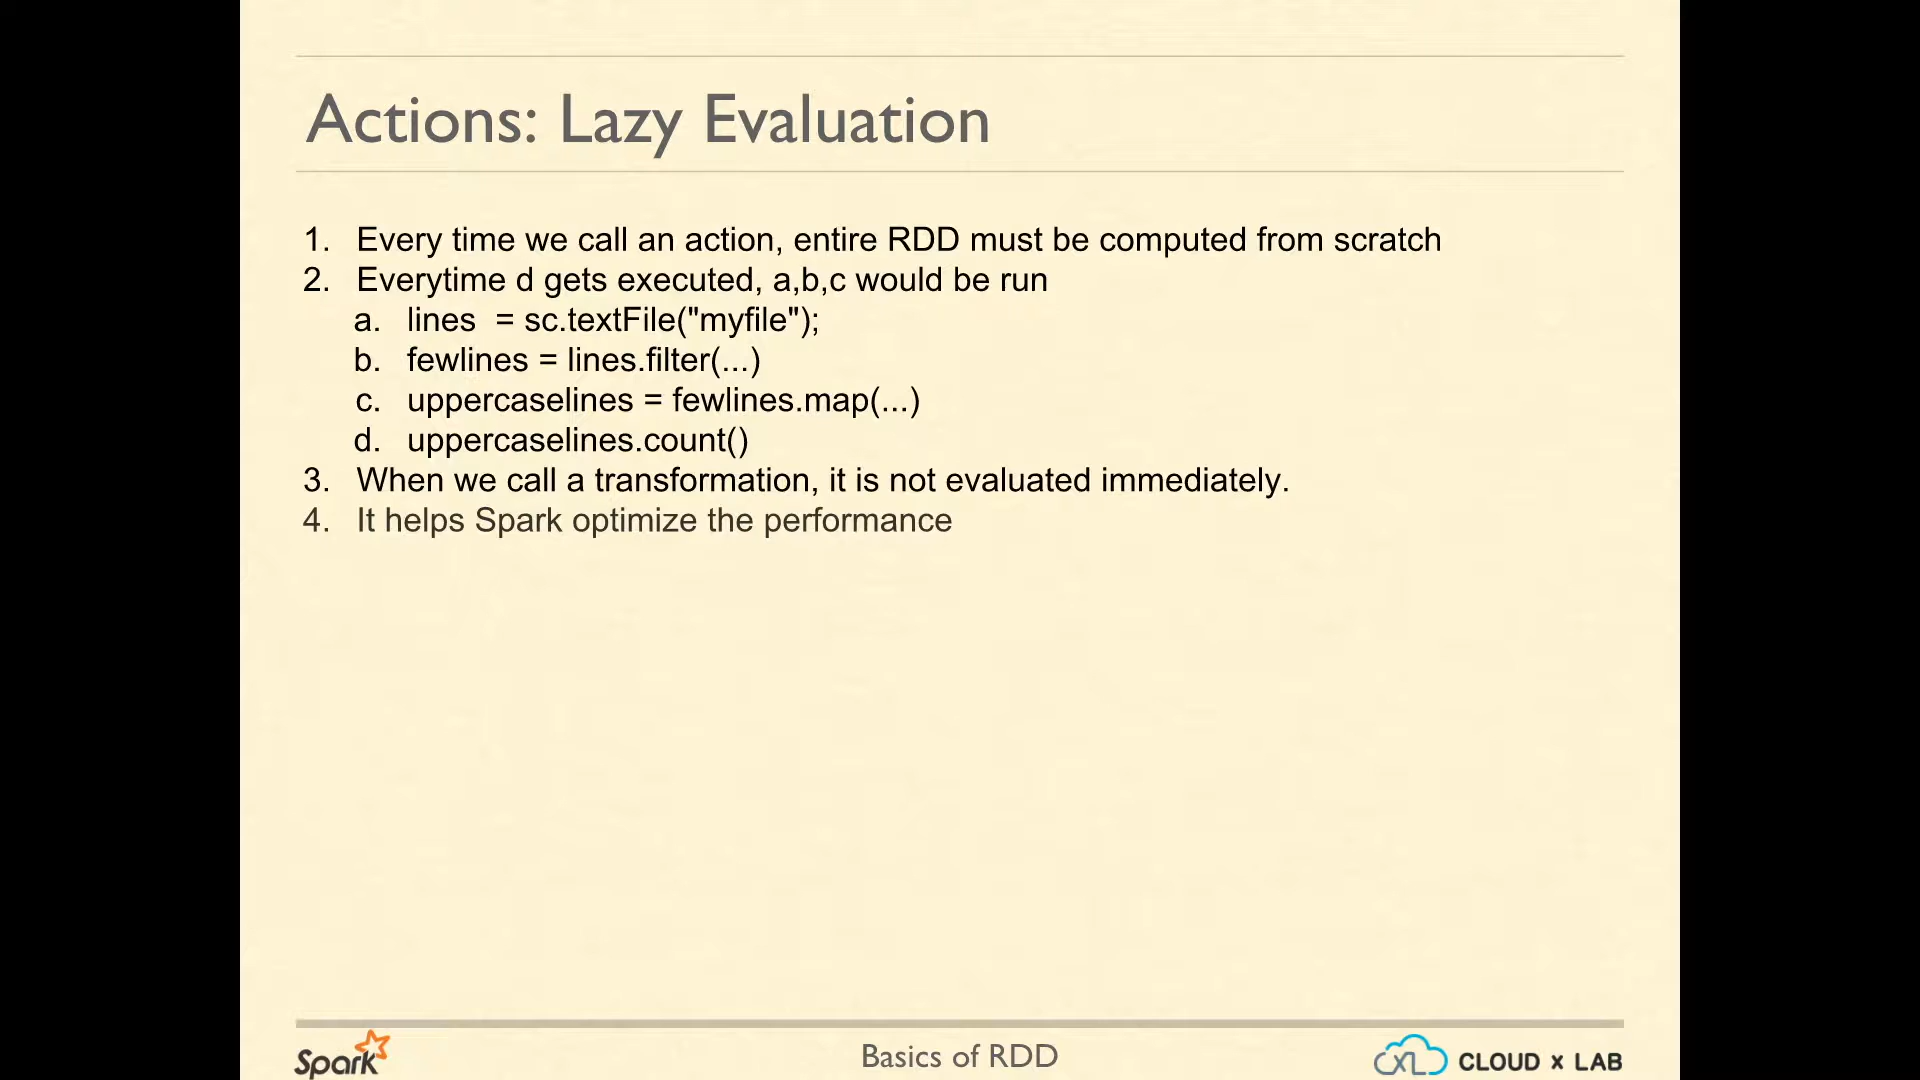 Actions: Lazy Evaluation
1. Every time we call an action, entire RDD must be computed from scratch
2. Everytime d gets executed, a,b,c would be run
a. lines = sc.textFile("myfile");
b. fewlines = lines.filter(...)
c. uppercaselines = fewlines.map(...)
d. uppercaselines.count()
3. When we call a transformation, it is not evaluated immediately.
4. It helps Spark optimize the performance
Spark
Basics of RDD
XL CLOUD x LAB